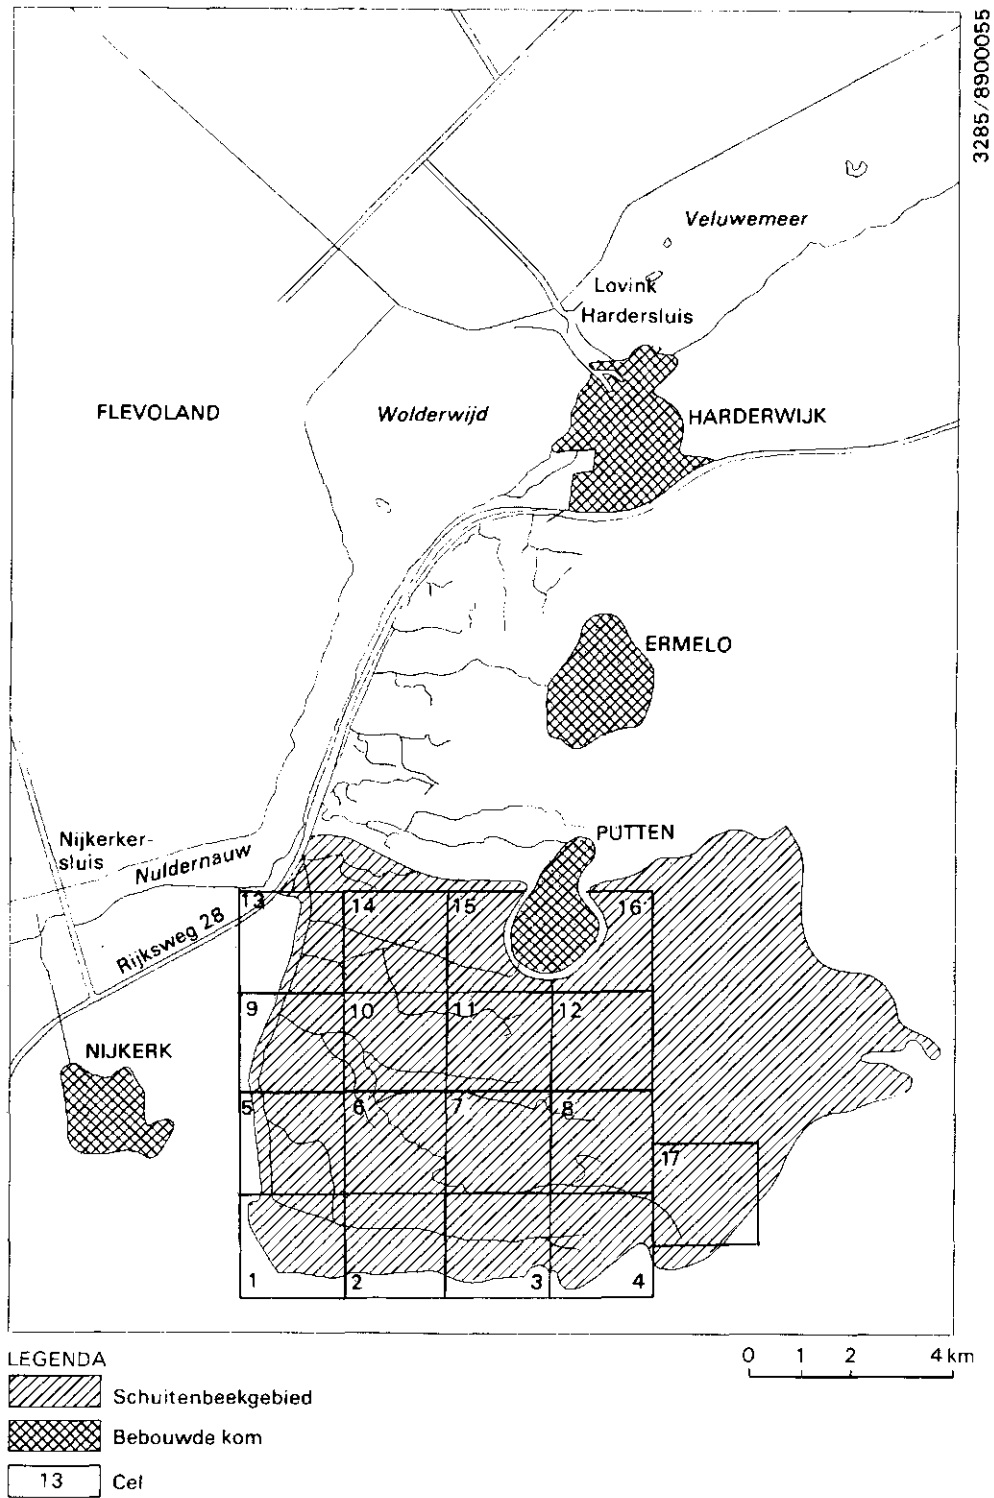 3285/8900055
Veluwemeer
Lovink
Hardersluis
FLEVOLAND
Wolderwijd
HARDERWIJK
ERMELO
Nijkerker-
sluis
Nuldernauw
PUTTEN
Rijksweg 28
13
14
15
16
9
10
11
12
NIJKERK
5
6
7
8
17
1
2
3
4
LEGENDA
0 1 2 4 km
Schuitenbeekgebied
Bebouwde kom
13 Cel